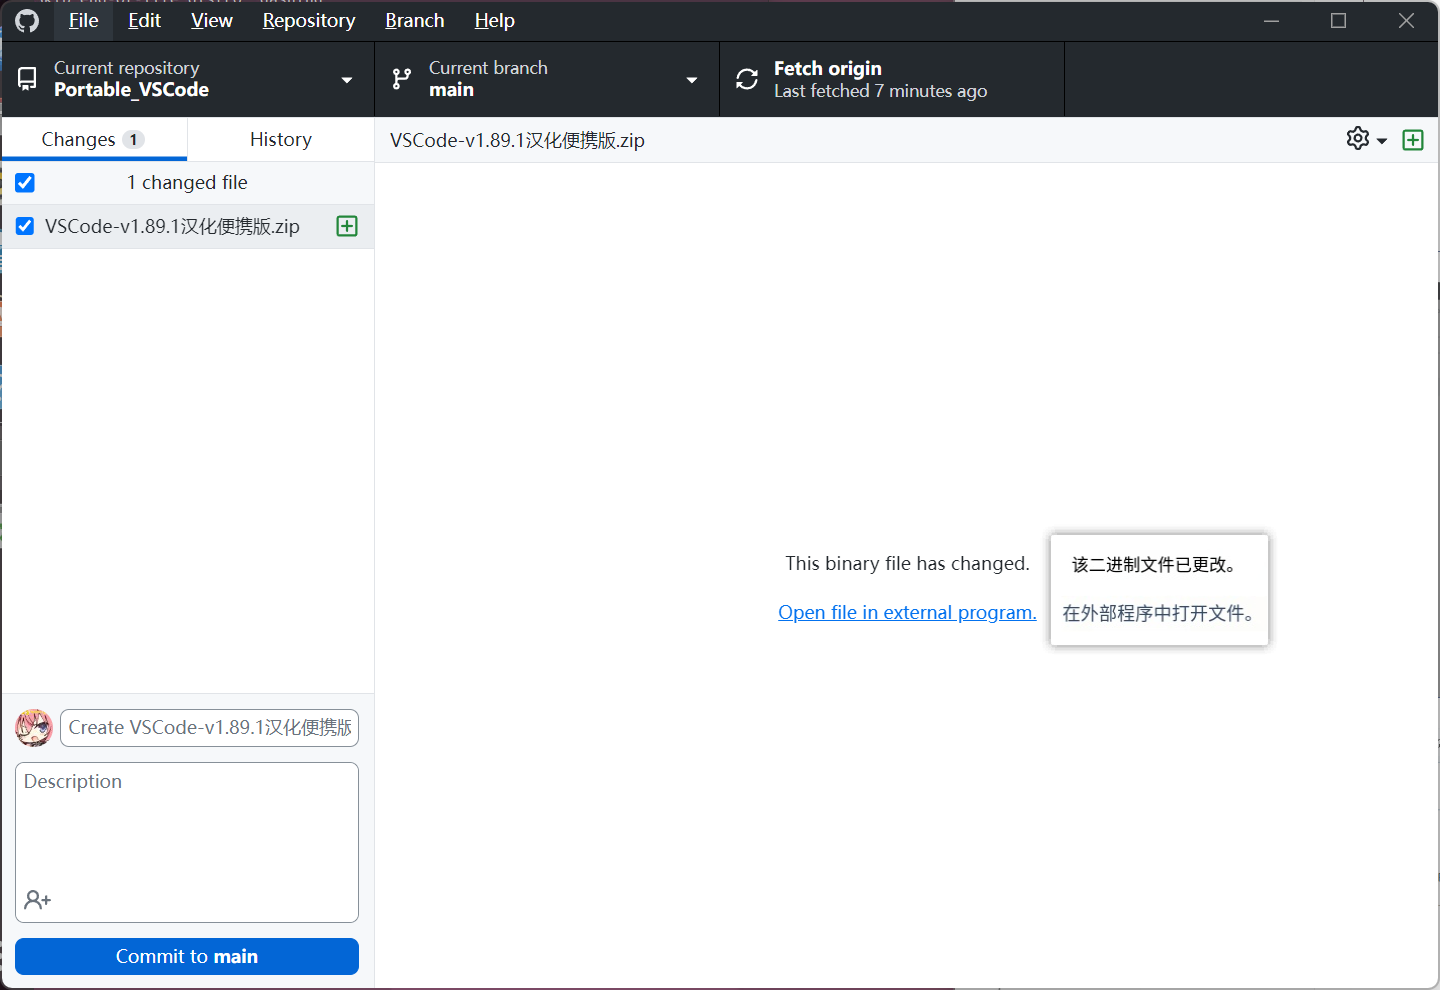 File Edit View Repository Branch Help
Current repository
Portable_VSCode
Current branch
main
Fetch origin
Last fetched 7 minutes ago
Changes 1
History
VSCode-v1.89.1汉化便携版.zip
1 changed file
VSCode-v1.89.1汉化便携版.zip
This binary file has changed.
该二进制文件已更改。
Open file in external program.
在外部程序中打开文件。
Create VSCode-v1.89.1汉化便携版
Description
Commit to main